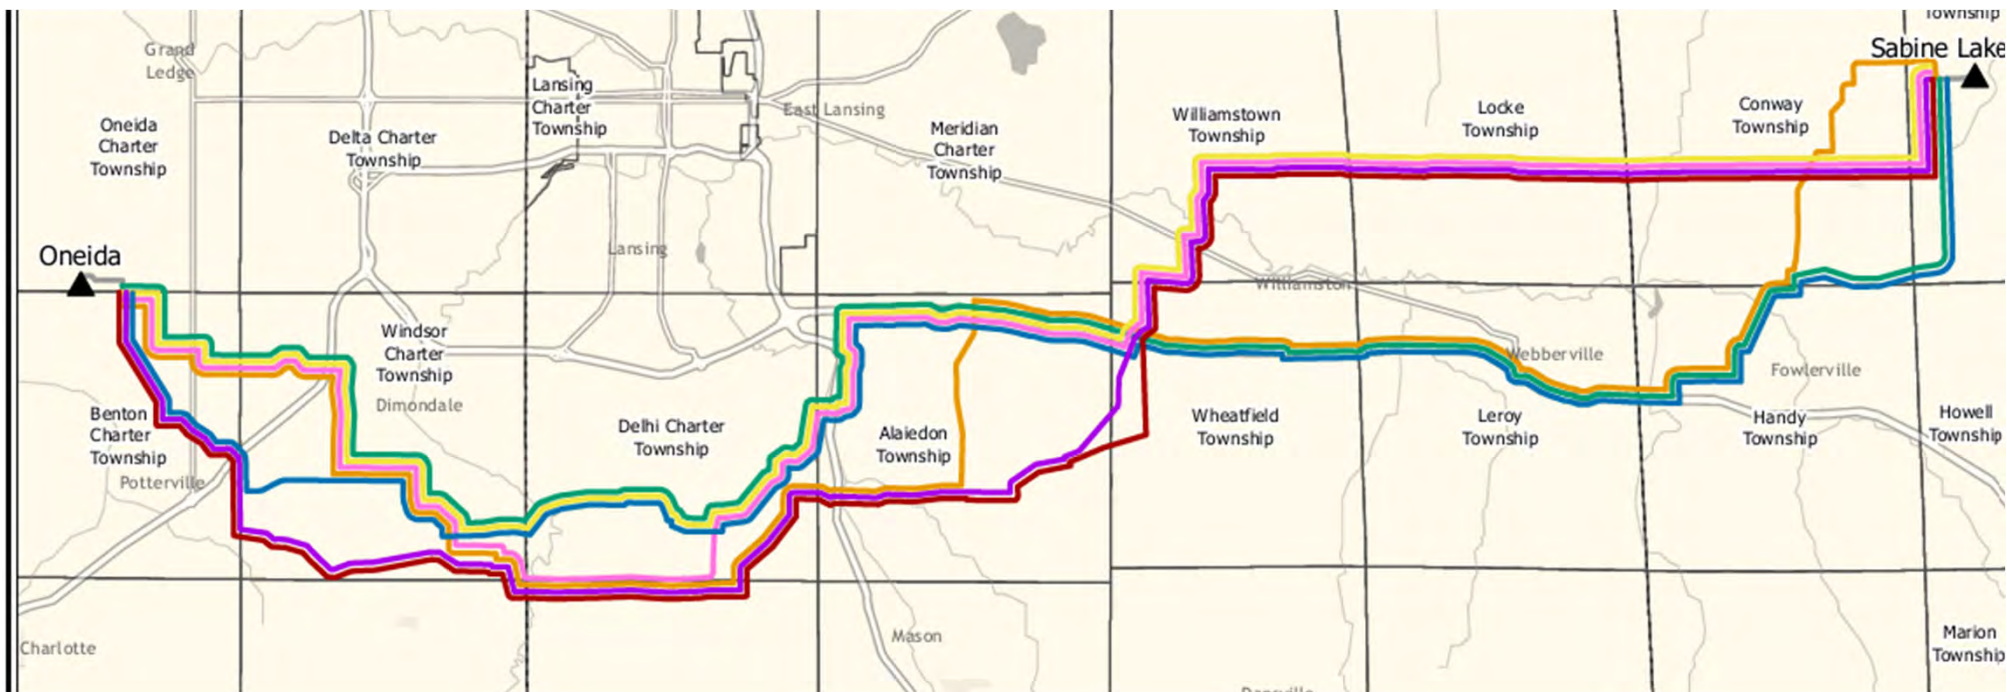 Township
Sabine Lake
Grand
Ledge
Lansing
Charter
Township
East Lansing
Oneida
Charter
Township
Delta Charter
Township
Meridian
Charter
Township
Williamstown
Township
Locke
Township
Conway
Township
Oneida
Lansing
Williamston
Windsor
Charter
Township
Dimondale
Webberville
Fowlerville
Benton
Charter
Township
Potterville
Delhi Charter
Township
Alaiedon
Township
Wheatfield
Township
Leroy
Township
Handy
Township
Howell
Township
Charlotte
Mason
Marion
Township